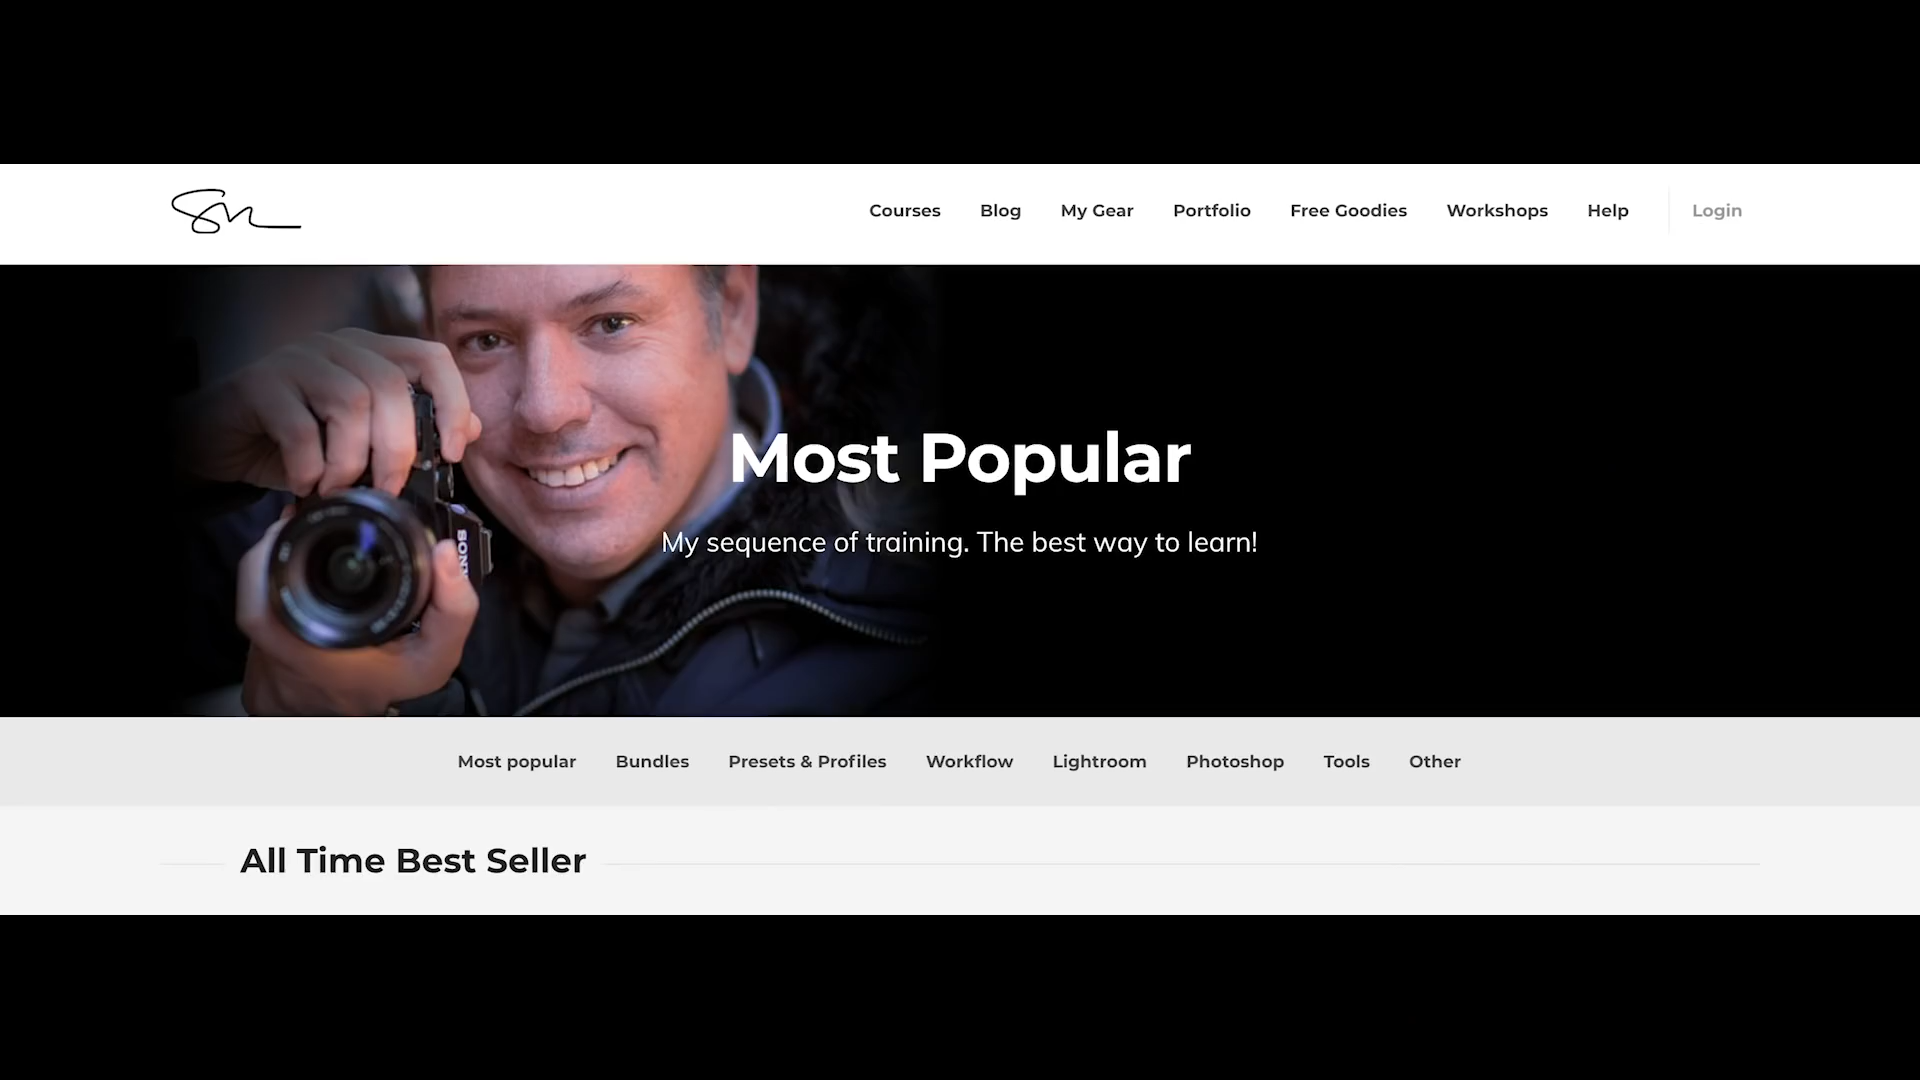 Courses Blog My Gear Portfolio Free Goodies Workshops Help Login
SONY
Most Popular
My sequence of training. The best way to learn!
Most popular Bundles Presets & Profiles Workflow Lightroom Photoshop Tools Other
All Time Best Seller